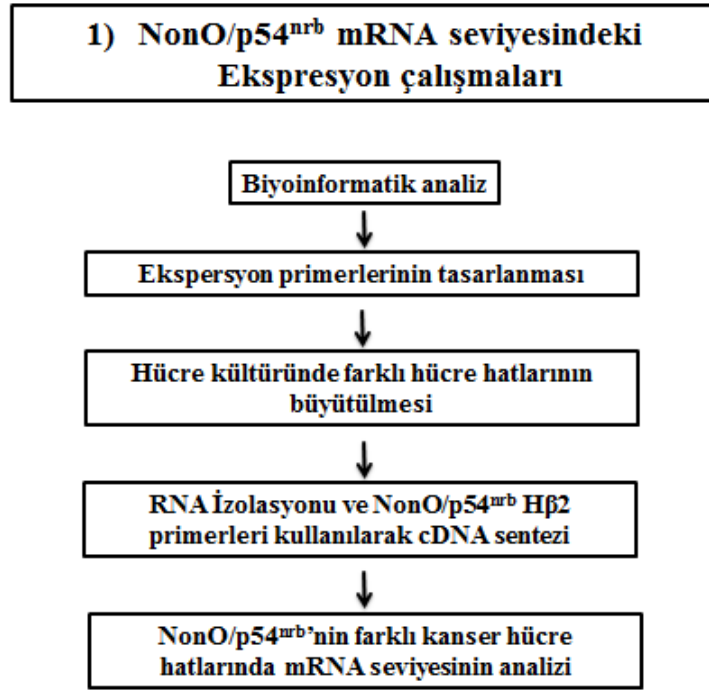 1) NonO/p54ⁿʳᵇ mRNA seviyesindeki
Ekspresyon çalışmaları
Biyoinformatik analiz
Ekspersyon primerlerinin tasarlanması
Hücre kültüründe farklı hücre hatlarının
büyütülmesi
RNA İzolasyonu ve NonO/p54ⁿʳᵇ Hβ2
primerleri kullanılarak cDNA sentezi
NonO/p54ⁿʳᵇ’nin farklı kanser hücre
hatlarında mRNA seviyesinin analizi